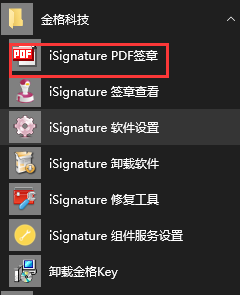 金格科技
PDF
iSignature PDF签章
iSignature 签章查看
iSignature 软件设置
iSignature 卸载软件
iSignature 修复工具
iSignature 组件服务设置
卸载金格Key